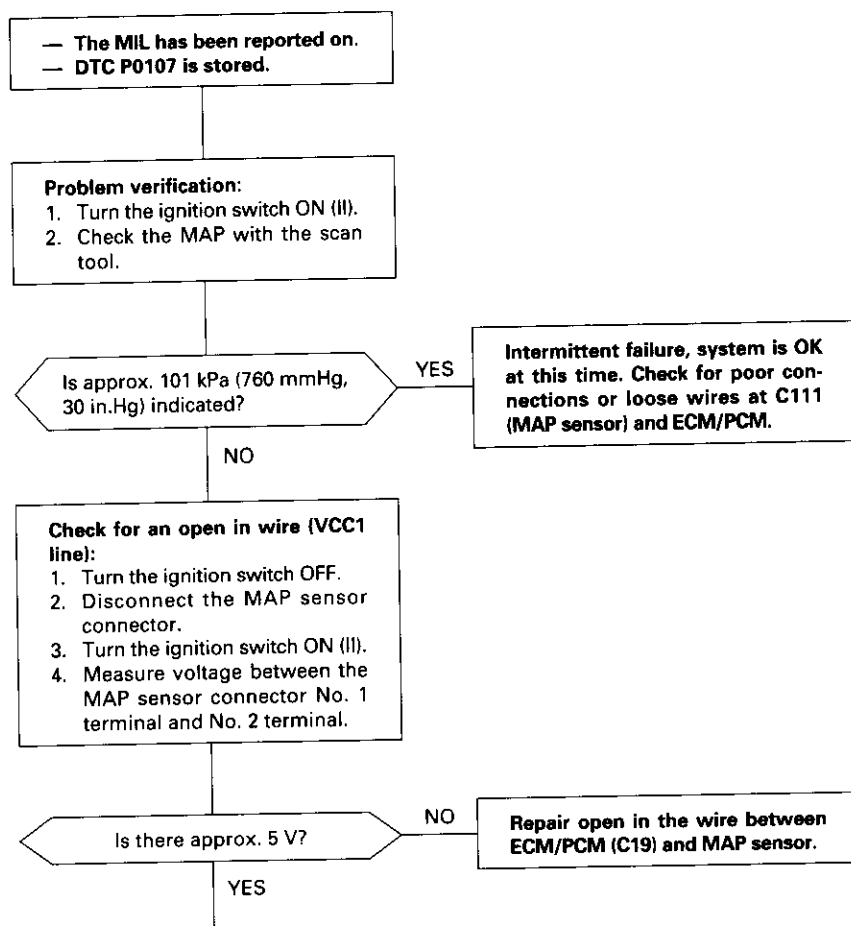 — The MIL has been reported on.
— DTC P0107 is stored.
Problem verification:
1. Turn the ignition switch ON (II).
2. Check the MAP with the scan
tool.
Is approx. 101 kPa (760 mmHg,
30 in.Hg) indicated?
YES
Intermittent failure, system is OK
at this time. Check for poor con-
nections or loose wires at C111
(MAP sensor) and ECM/PCM.
NO
Check for an open in wire (VCC1
line):
1. Turn the ignition switch OFF.
2. Disconnect the MAP sensor
connector.
3. Turn the ignition switch ON (II).
4. Measure voltage between the
MAP sensor connector No. 1
terminal and No. 2 terminal.
Is there approx. 5 V?
NO
Repair open in the wire between
ECM/PCM (C19) and MAP sensor.
YES